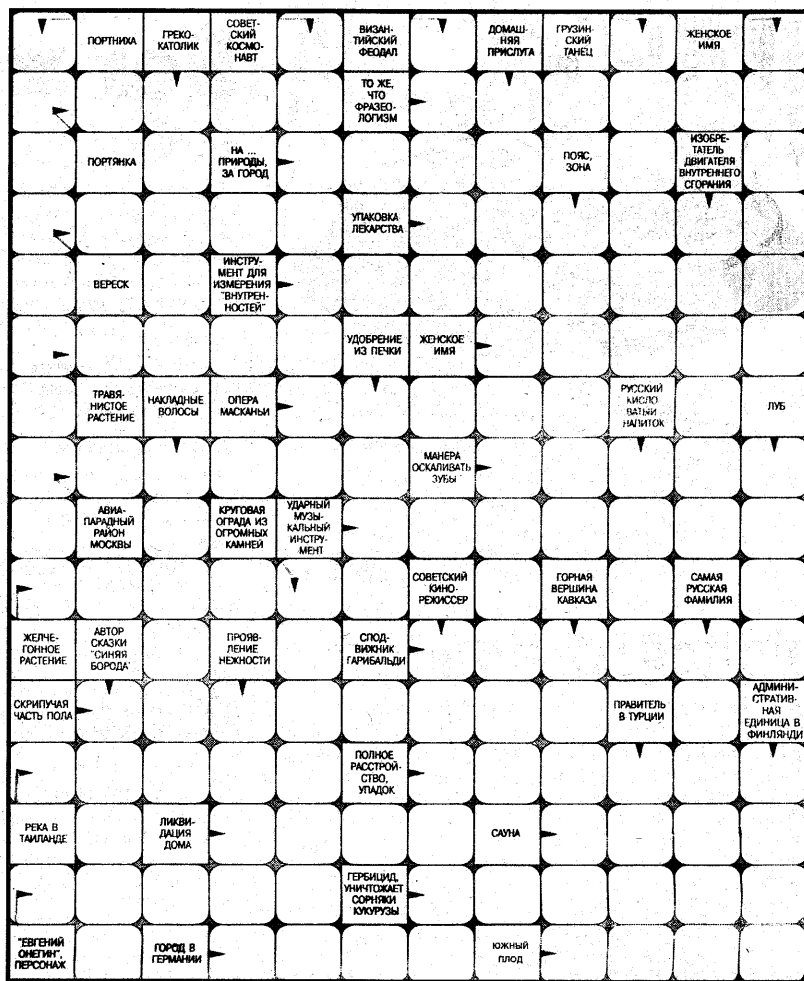 ПОРТНИХА
ГРЕКО-
КАТОЛИК
СОВЕТ-
СКИЙ
КОСМО-
НАВТ
ВИЗАН-
ТИЙСКИЙ
ФЕОДАЛ
ДОМАШ-
НЯЯ
ПРИСЛУГА
ГРУЗИН-
СКИЙ
ТАНЕЦ
ЖЕНСКОЕ
ИМЯ
ТО ЖЕ,
ЧТО
ФРАЗЕО-
ЛОГИЗМ
ПОРТЯНКА
НА ...
ПРИРОДЫ,
ЗА ГОРОД
ПОЯС,
ЗОНА
ИЗОБРЕ-
ТАТЕЛЬ
ДВИГАТЕЛЯ
ВНУТРЕННЕГО
СГОРАНИЯ
УПАКОВКА
ЛЕКАРСТВА
ВЕРЕСК
ИНСТРУ-
МЕНТ ДЛЯ
ИЗМЕРЕНИЯ
"ВНУТРЕН-
НОСТЕЙ"
УДОБРЕНИЕ
ИЗ ПЕЧКИ
ЖЕНСКОЕ
ИМЯ
ТРАВЯ-
НИСТОЕ
РАСТЕНИЕ
НАКЛАДНЫЕ
ВОЛОСЫ
ОПЕРА
МАСКАНЬИ
РУССКИЙ
КИСЛО
ВАТЫЙ
НАПИТОК
ЛУБ
МАНЕРА
ОСКАЛИВАТЬ
ЗУБЫ
АВИА-
ПАРАДНЫЙ
РАЙОН
МОСКВЫ
КРУГОВАЯ
ОГРАДА ИЗ
ОГРОМНЫХ
КАМНЕЙ
УДАРНЫЙ
МУЗЫ-
КАЛЬНЫЙ
ИНСТРУ-
МЕНТ
СОВЕТСКИЙ
КИНО-
РЕЖИССЕР
ГОРНАЯ
ВЕРШИНА
КАВКАЗА
САМАЯ
РУССКАЯ
ФАМИЛИЯ
ЖЕЛЧЕ-
ГОННОЕ
РАСТЕНИЕ
АВТОР
СКАЗКИ
"СИНЯЯ
БОРОДА"
ПРОЯВ-
ЛЕНИЕ
НЕЖНОСТИ
СПОД-
ВИЖНИК
ГАРИБАЛЬДИ
СКРИПУЧАЯ
ЧАСТЬ ПОЛА
ПРАВИТЕЛЬ
В ТУРЦИИ
АДМИНИ-
СТРАТИВ-
НАЯ
ЕДИНИЦА В
ФИНЛЯНДИ
ПОЛНОЕ
РАССТРОЙ-
СТВО,
УПАДОК
РЕКА В
ТАИЛАНДЕ
ЛИКВИ-
ДАЦИЯ
ДОМА
САУНА
ГЕРБИЦИД,
УНИЧТОЖАЕТ
СОРНЯКИ
КУКУРУЗЫ
"ЕВГЕНИЙ
ОНЕГИН",
ПЕРСОНАЖ
ГОРОД В
ГЕРМАНИИ
ЮЖНЫЙ
ПЛОД